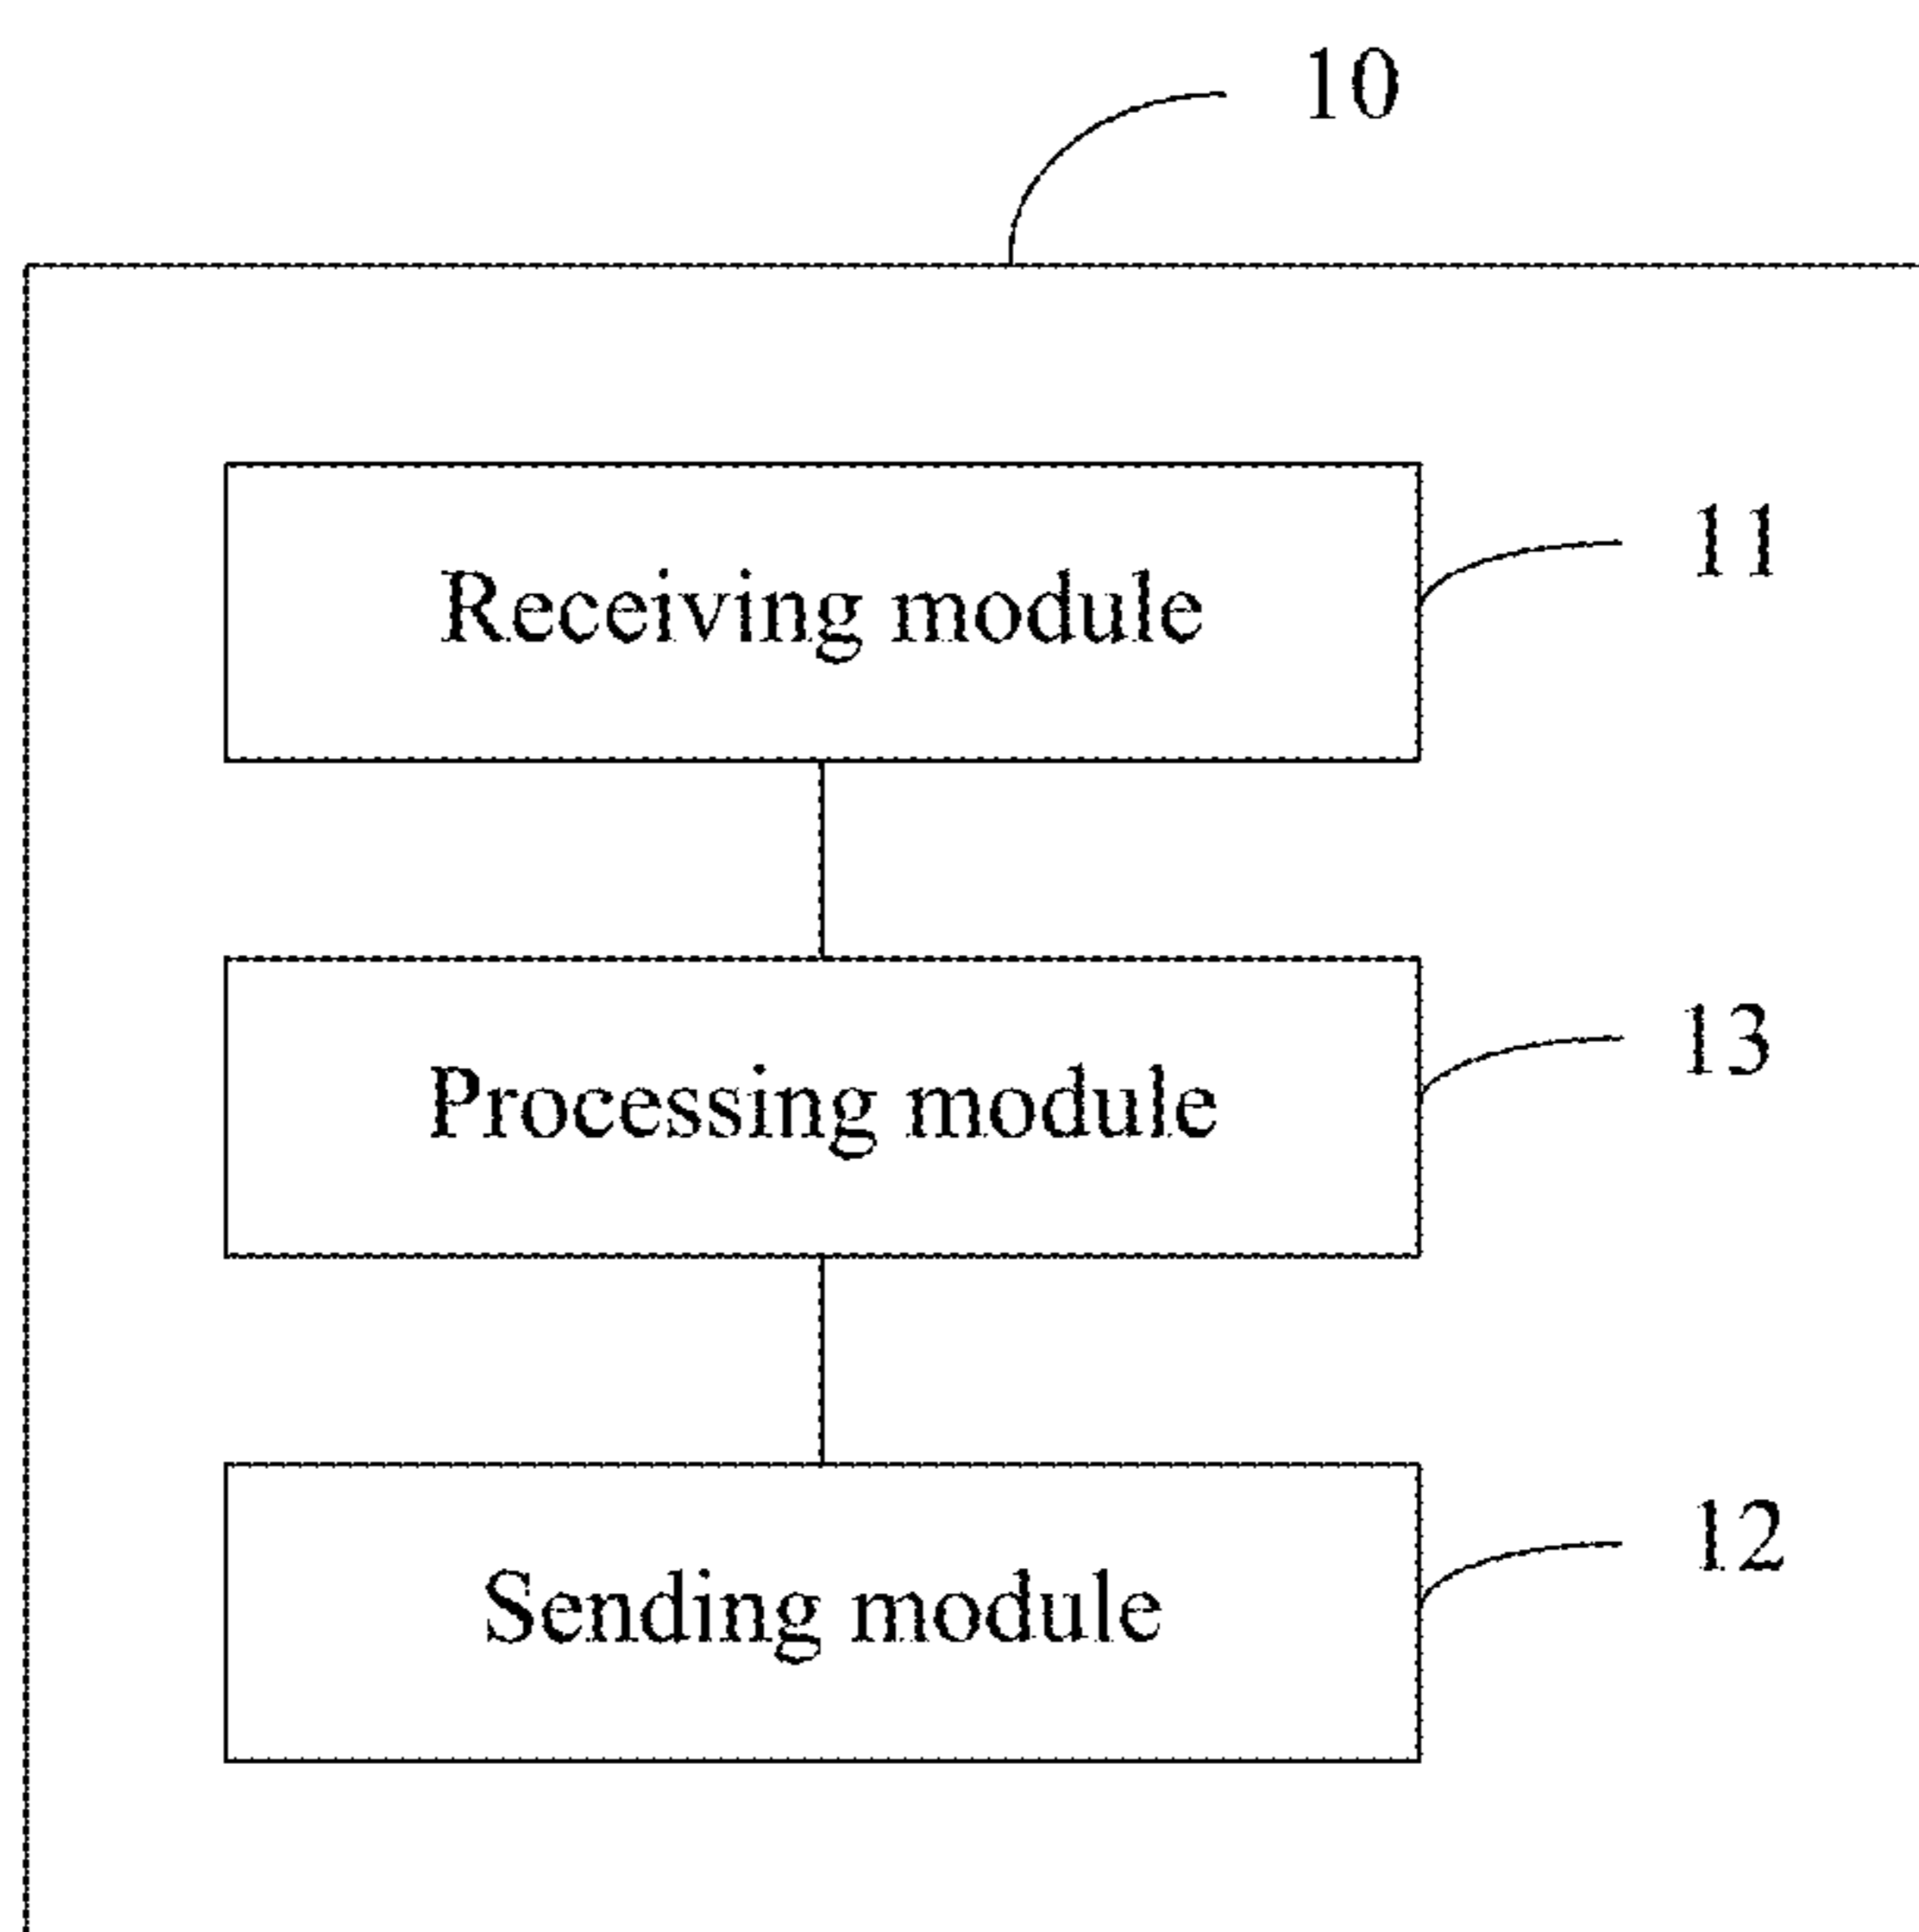 10
Receiving module
11
Processing module
13
Sending module
12